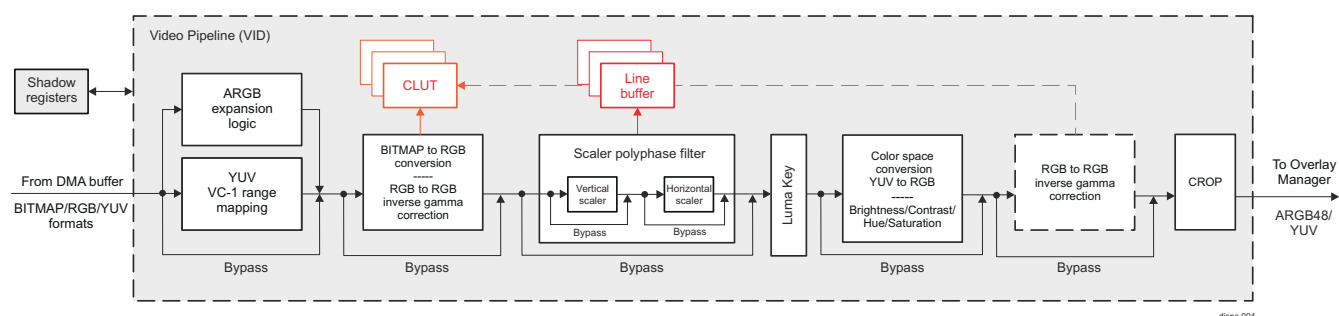 Video Pipeline (VID)
Shadow
registers
ARGB
expansion
logic
CLUT
Line
buffer
From DMA buffer
BITMAP/RGB/YUV
formats
YUV
VC-1 range
mapping
Bypass
BITMAP to RGB
conversion
-----
RGB to RGB
inverse gamma
correction
Bypass
Scaler polyphase filter
Vertical
scaler
Bypass
Horizontal
scaler
Bypass
Bypass
Luma Key
Color space
conversion
YUV to RGB
-----
Brightness/Contrast/
Hue/Saturation
Bypass
RGB to RGB
inverse gamma
correction
Bypass
CROP
To Overlay
Manager
ARGB48/
YUV
dispc-004